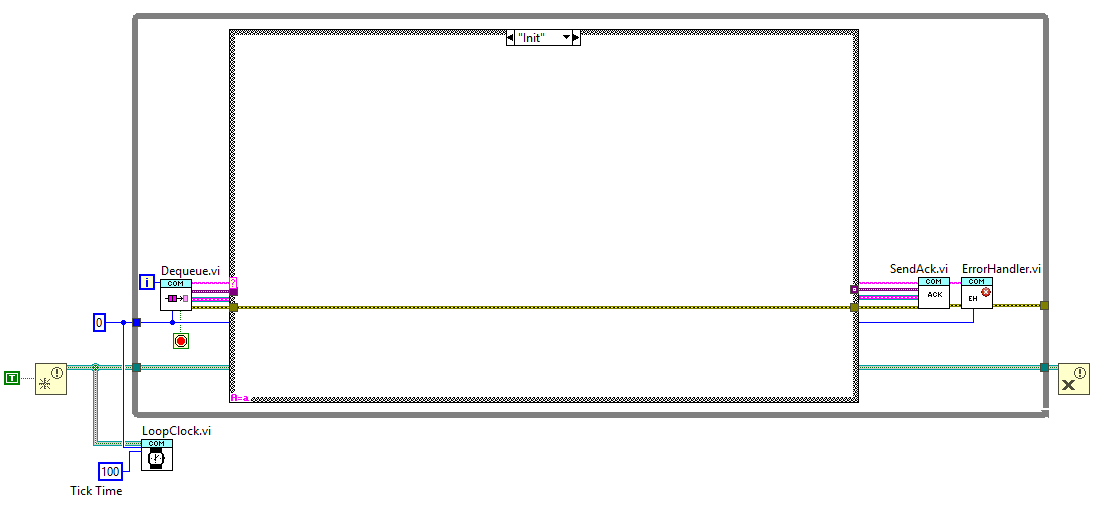 "Init"
Dequeue.vi
COM
i
?
SendAck.vi
ErrorHandler.vi
COM
ACK
COM
EH
0
T
A=a
LoopClock.vi
COM
100
Tick Time